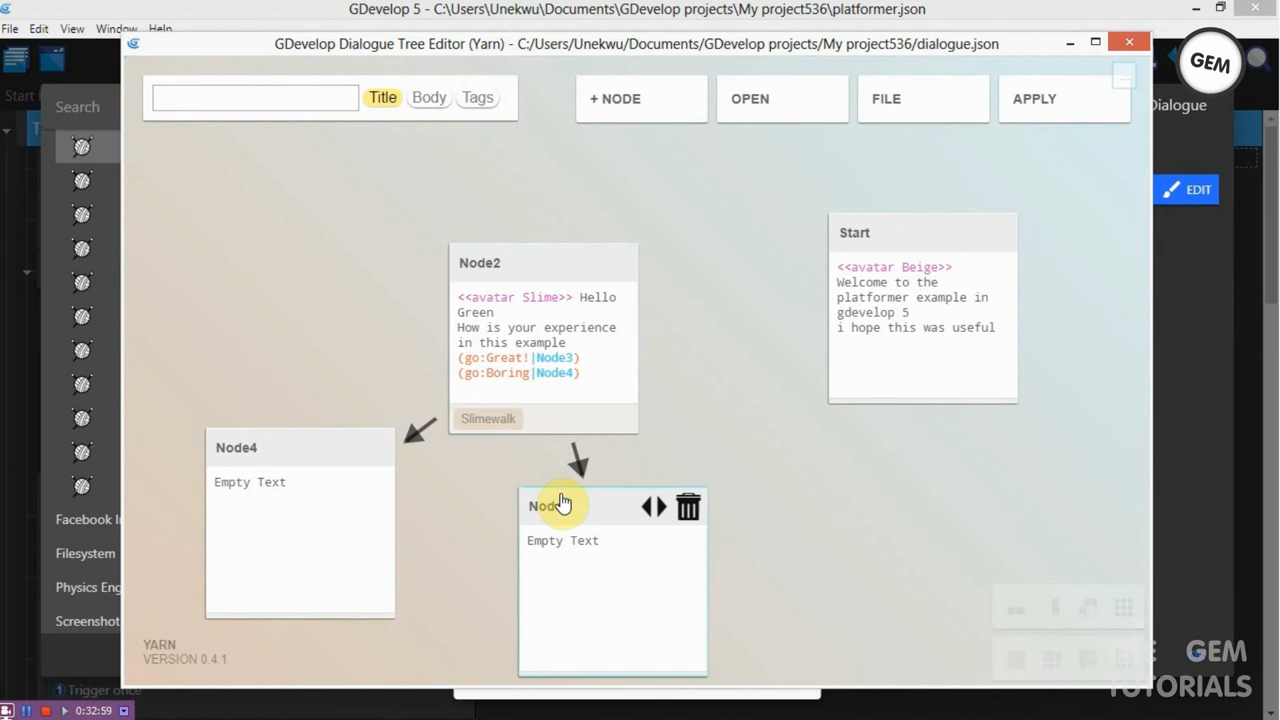 GDevelop 5 - C:\Users\Unekwu\Documents\GDevelop projects\My project536\platformer.json
File Edit View Window Help
GDevelop Dialogue Tree Editor (Yarn) - C:/Users/Unekwu/Documents/GDevelop projects/My project536/dialogue.json
GEM
Title Body Tags
+ NODE
OPEN
FILE
APPLY
Search
Dialogue
EDIT
Start
<<avatar Beige>>
Welcome to the
platformer example in
gdevelop 5
i hope this was useful
Node2
<<avatar Slime>> Hello
Green
How is your experience
in this example
(go:Great!|Node3)
(go:Boring|Node4)
Slimewalk
Node4
Empty Text
Empty Text
Facebook
Filesystem
Physics
Screenshot
YARN
VERSION 0.4.1
GEM
TUTORIALS
Trigger once
0:32:59